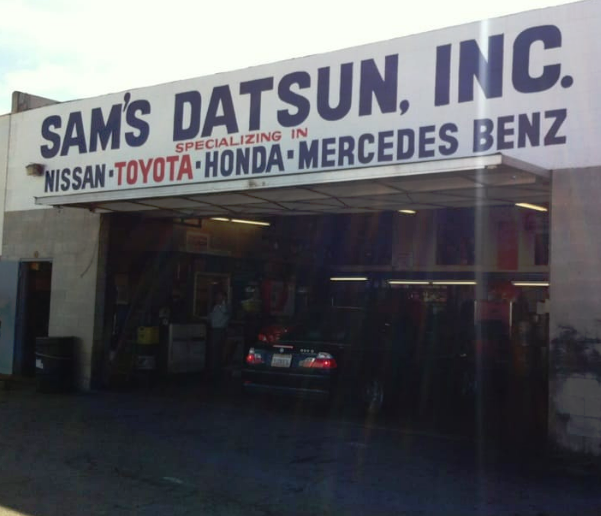 SAM'S DATSUN, INC.
SPECIALIZING IN
NISSAN·TOYOTA·HONDA·MERCEDES BENZ